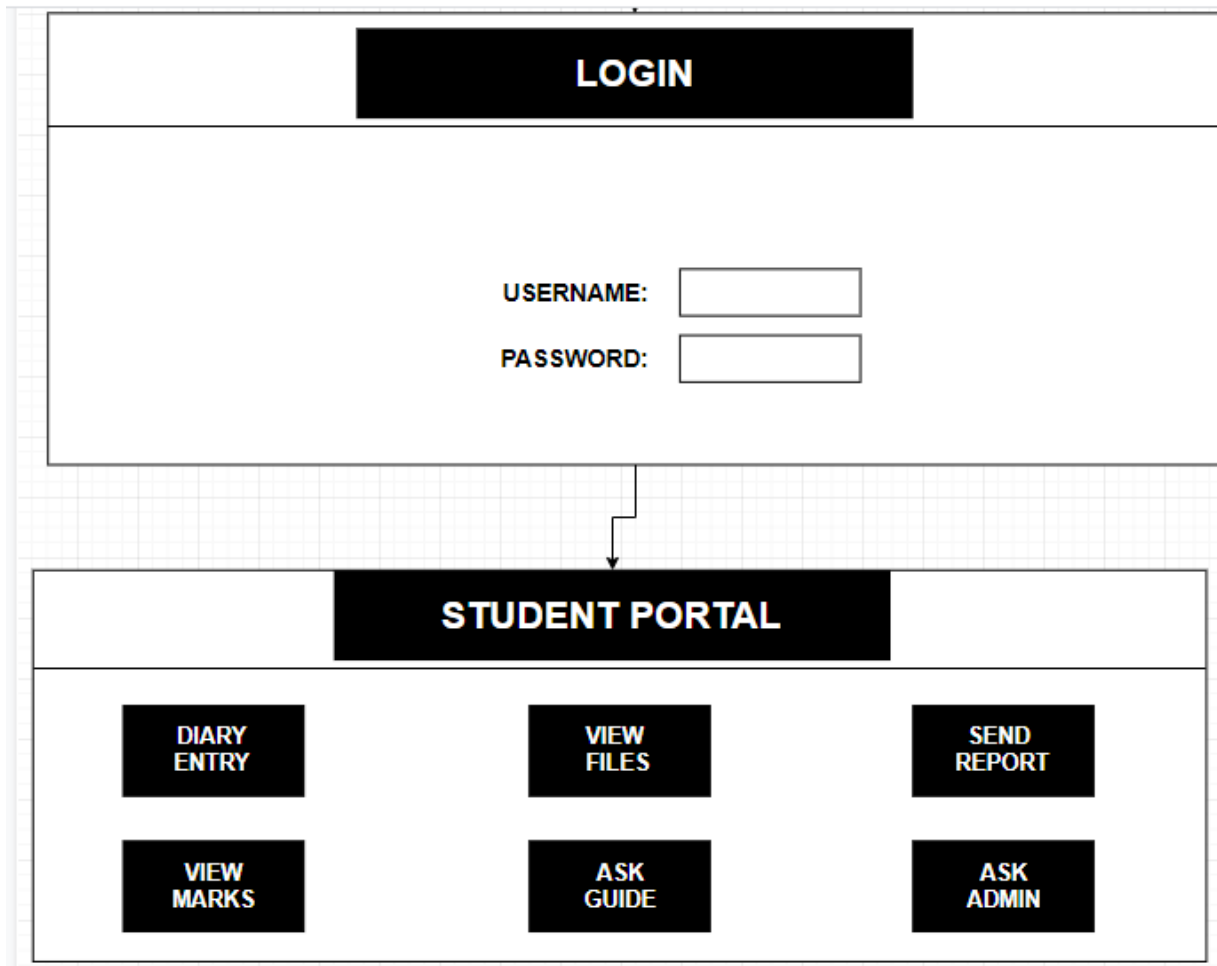 LOGIN
USERNAME:
PASSWORD:
STUDENT PORTAL
DIARY
ENTRY
VIEW
FILES
SEND
REPORT
VIEW
MARKS
ASK
GUIDE
ASK
ADMIN